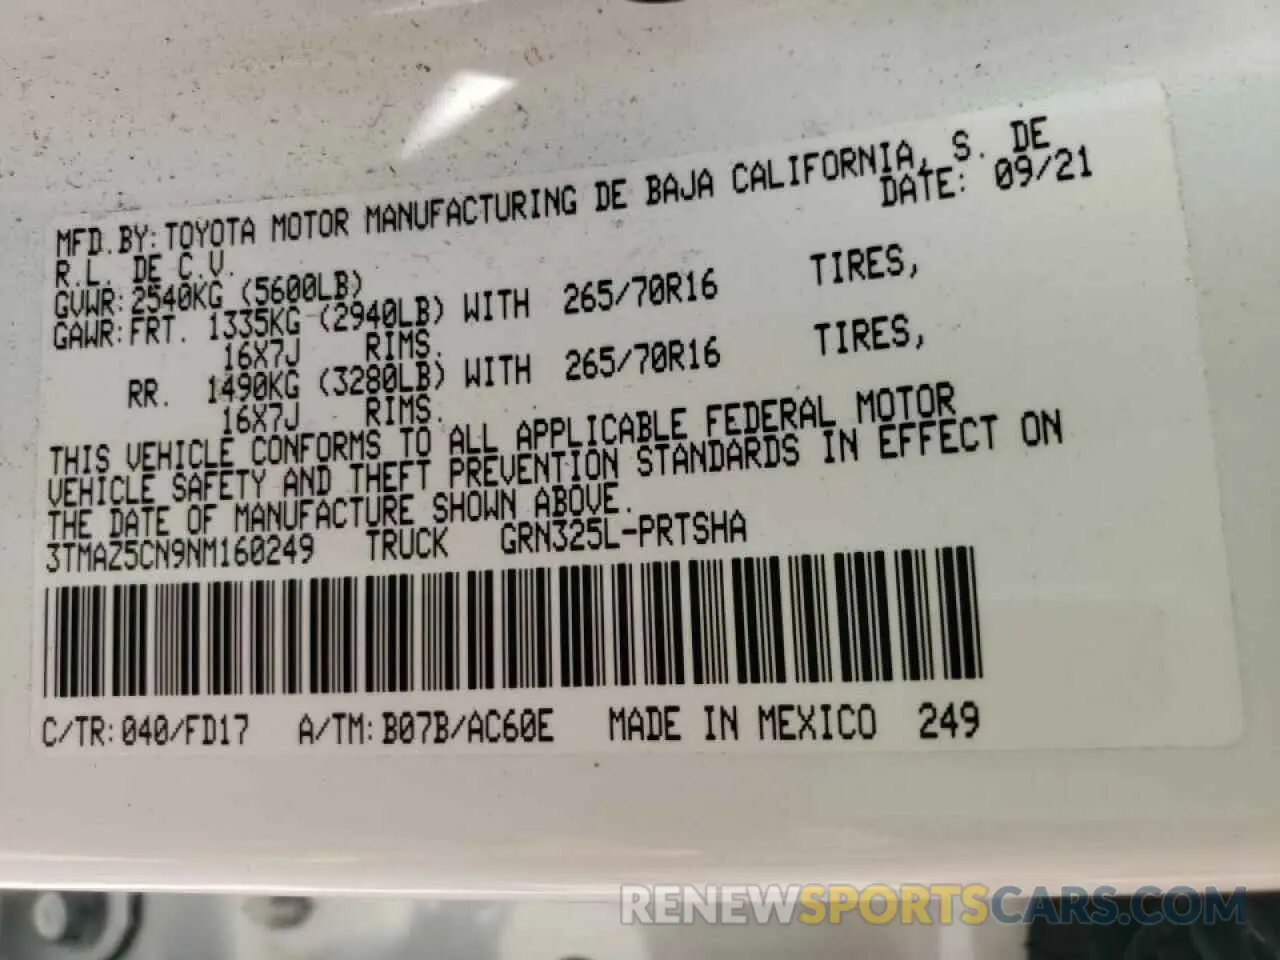 MFD.BY:TOYOTA MOTOR MANUFACTURING DE BAJA CALIFORNIA, S. DE
R.L. DE C.V. DATE: 09/21
GVWR:2540KG (5600LB)
GAWR:FRT. 1335KG (2940LB) WITH 265/70R16 TIRES,
16X7J RIMS.
RR. 1490KG (3280LB) WITH 265/70R16 TIRES,
16X7J RIMS.
THIS VEHICLE CONFORMS TO ALL APPLICABLE FEDERAL MOTOR
VEHICLE SAFETY AND THEFT PREVENTION STANDARDS IN EFFECT ON
THE DATE OF MANUFACTURE SHOWN ABOVE.
3TMAZ5CN9NM160249 TRUCK GRN325L-PRTSHA
C/TR:040/FD17 A/TM:B07B/AC60E MADE IN MEXICO 249
RENEWSPORTSCARS.COM